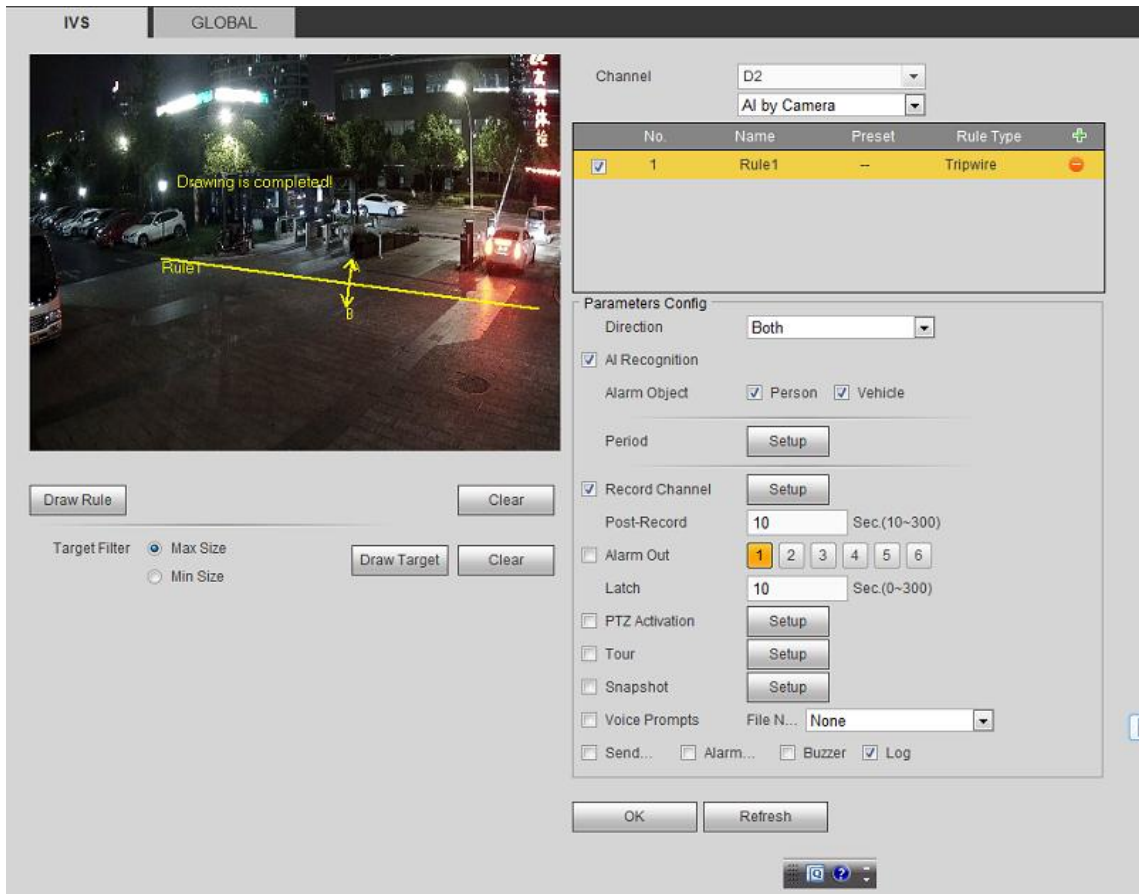 IVS
GLOBAL
Drawing is completed!
Rule1
A
B
Draw Rule
Clear
Target Filter
Max Size
Min Size
Draw Target
Clear
Channel
D2
AI by Camera
No. Name Preset Rule Type
1 Rule1 -- Tripwire
Parameters Config
Direction Both
AI Recognition
Alarm Object Person Vehicle
Period Setup
Record Channel Setup
Post-Record 10 Sec.(10~300)
Alarm Out 1 2 3 4 5 6
Latch 10 Sec.(0~300)
PTZ Activation Setup
Tour Setup
Snapshot Setup
Voice Prompts File N... None
Send... Alarm... Buzzer Log
OK Refresh